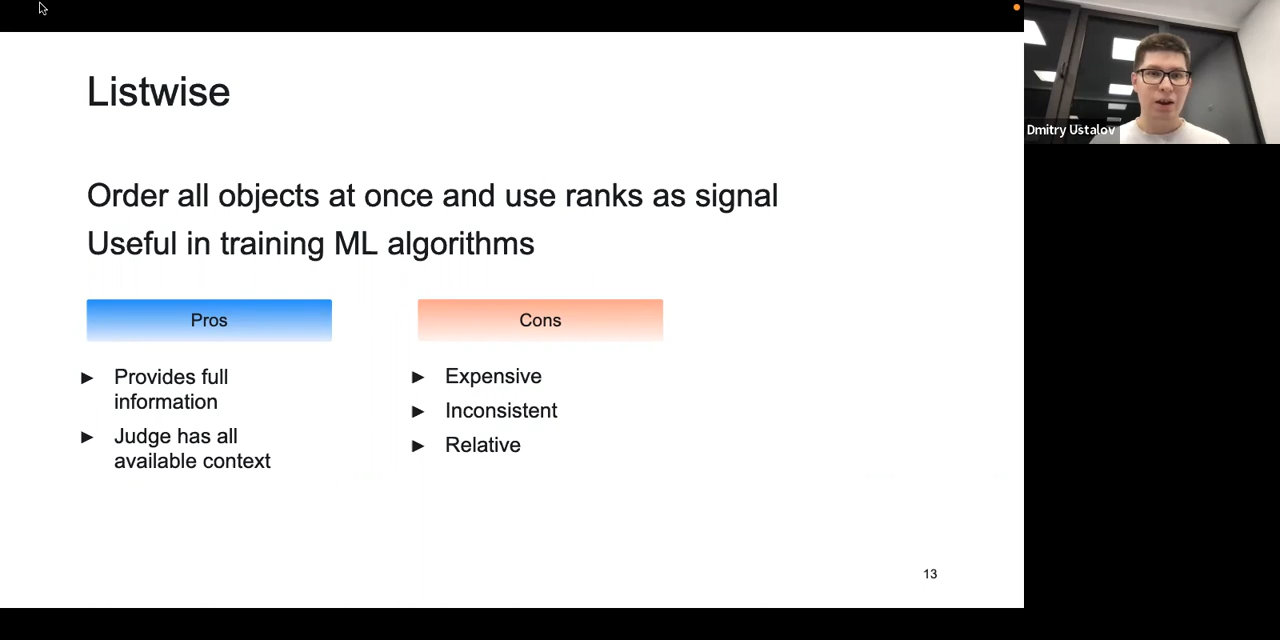 Listwise
Dmitry Ustalov
Order all objects at once and use ranks as signal
Useful in training ML algorithms
Pros
Cons
► Provides full
information
► Judge has all
available context
► Expensive
► Inconsistent
► Relative
13